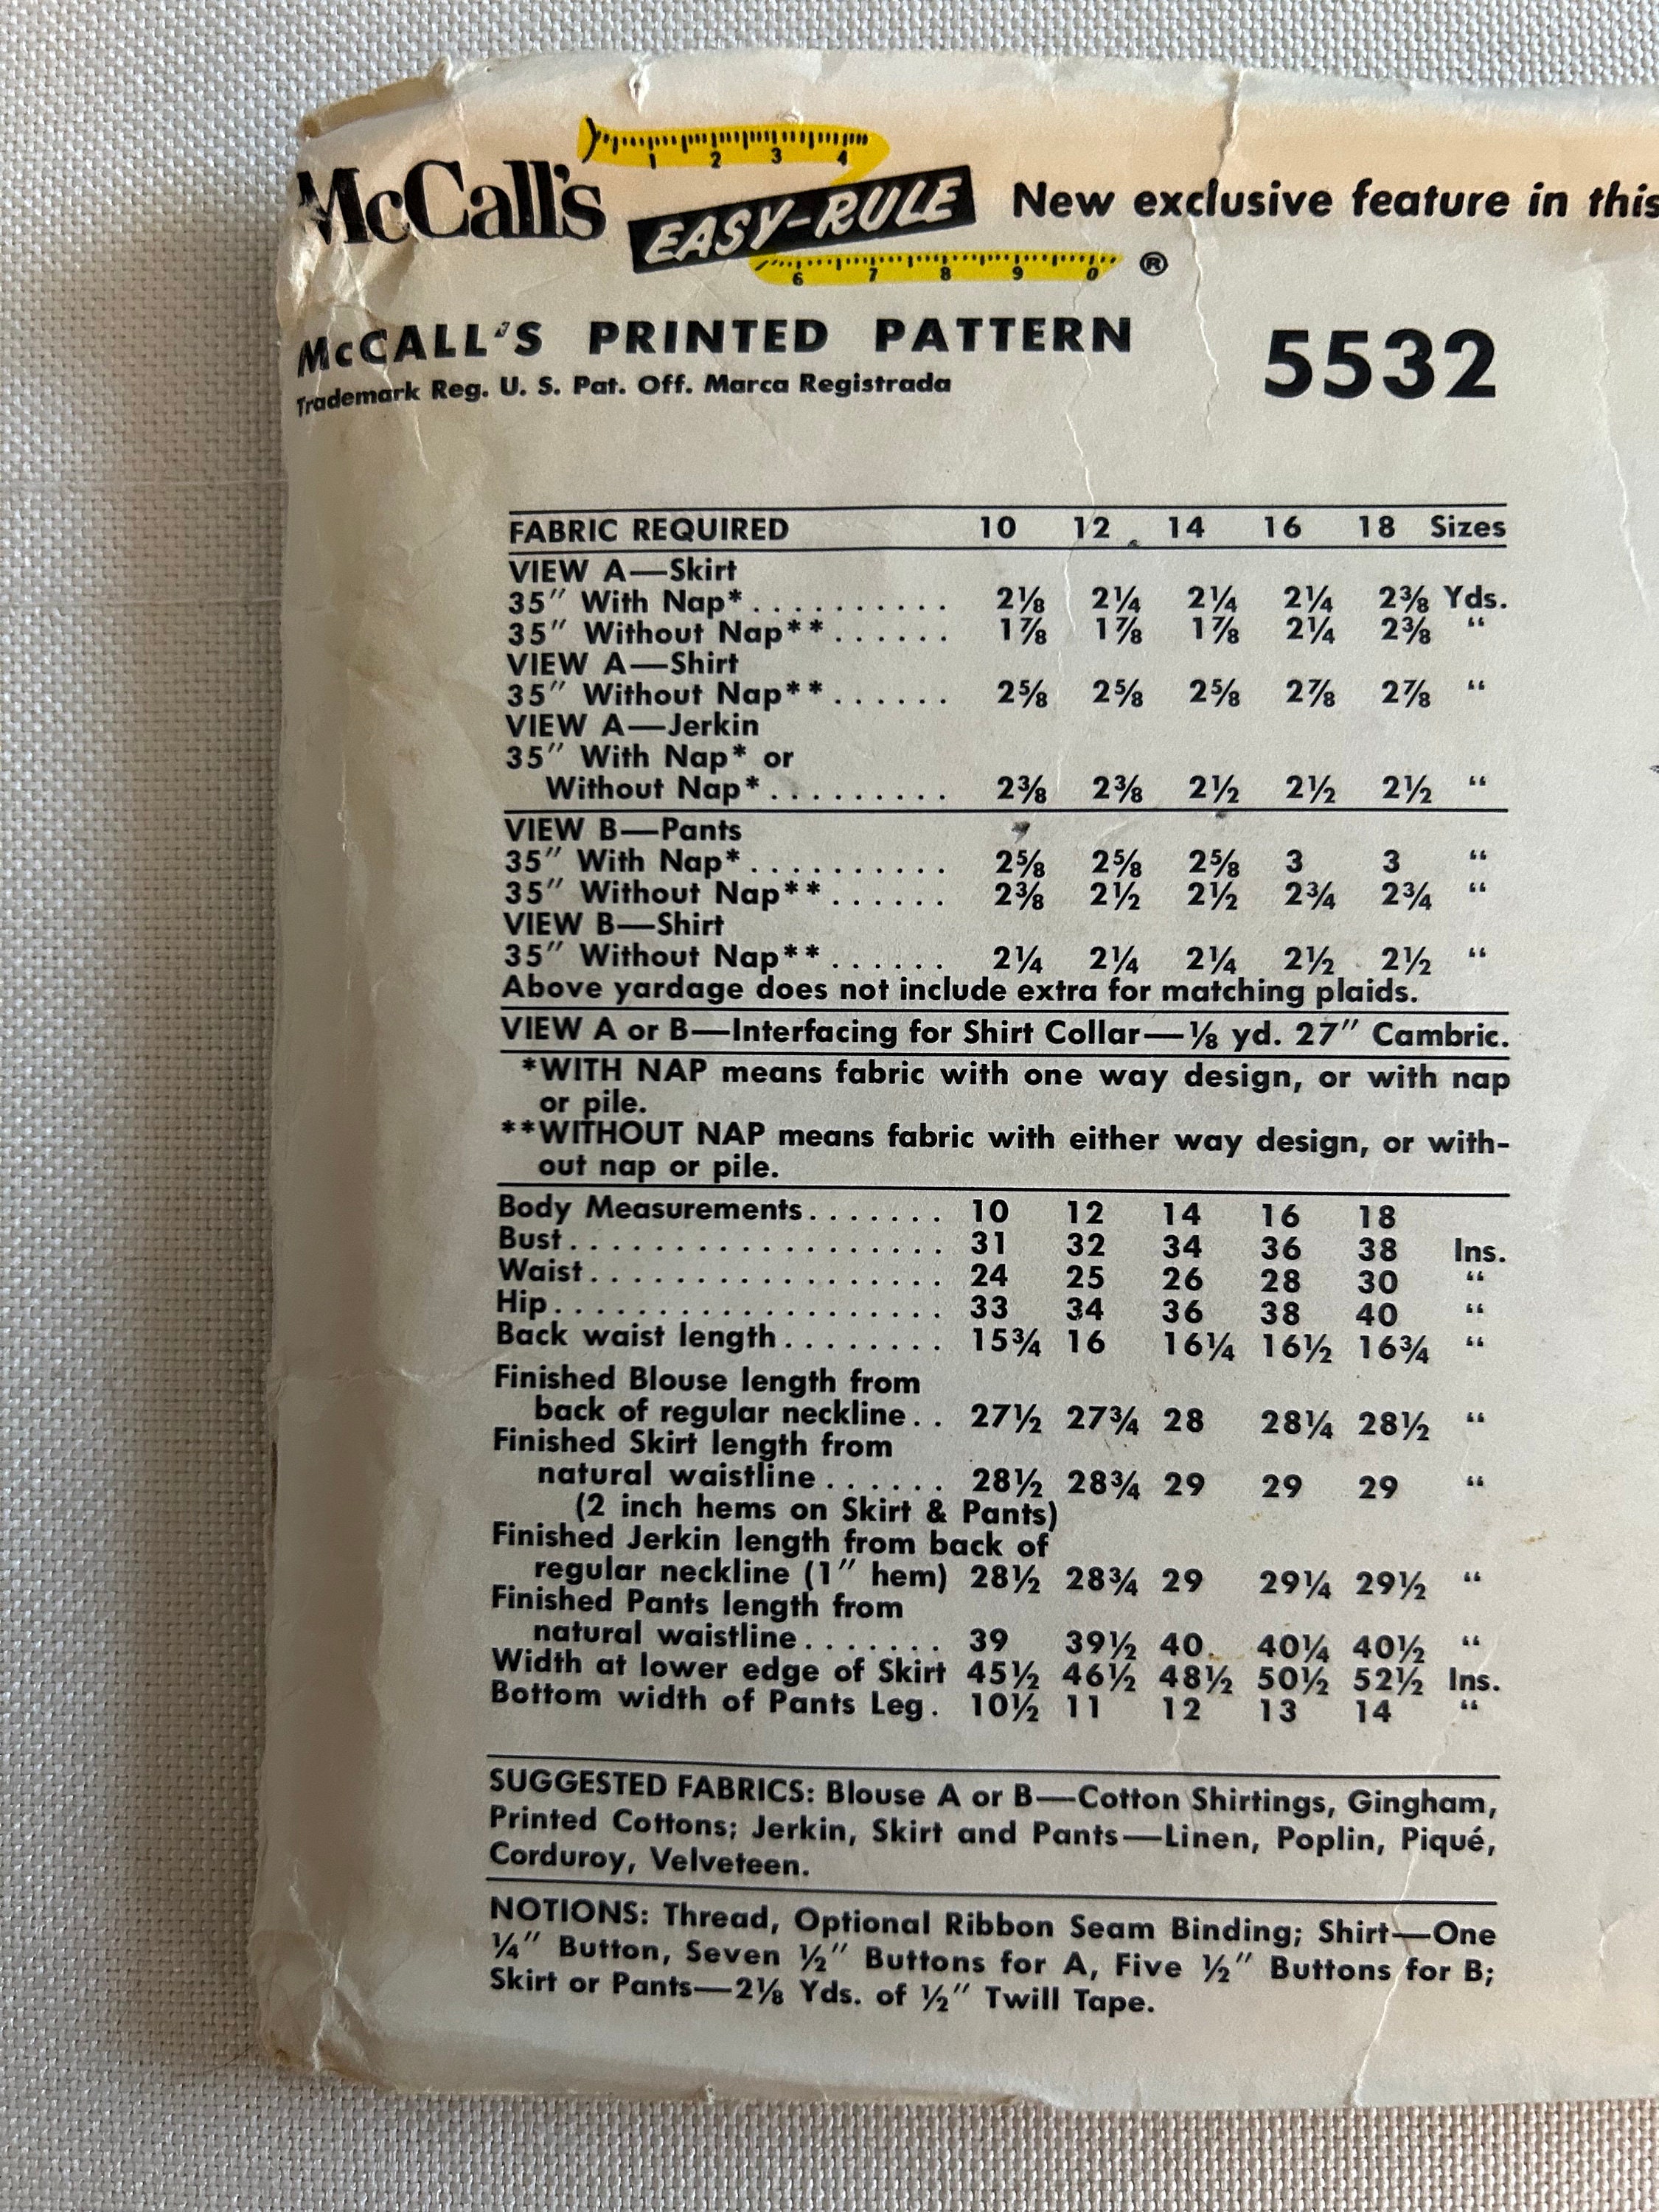 McCall's EASY-RULE ® New exclusive feature in this
1 2 3 4
6 7 8 9 0
McCALL'S PRINTED PATTERN 5532
Trademark Reg. U. S. Pat. Off. Marca Registrada
FABRIC REQUIRED 10 12 14 16 18 Sizes
VIEW A—Skirt
35″ With Nap* .......... 2⅛ 2¼ 2¼ 2¼ 2⅜ Yds.
35″ Without Nap** ...... 1⅞ 1⅞ 1⅞ 2¼ 2⅜ “
VIEW A—Shirt
35″ Without Nap** ...... 2⅝ 2⅝ 2⅝ 2⅞ 2⅞ “
VIEW A—Jerkin
35″ With Nap* or
Without Nap* ......... 2⅜ 2⅜ 2½ 2½ 2½ “
VIEW B—Pants
35″ With Nap* .......... 2⅝ 2⅝ 2⅝ 3 3 “
35″ Without Nap** ...... 2⅜ 2½ 2½ 2¾ 2¾ “
VIEW B—Shirt
35″ Without Nap** ...... 2¼ 2¼ 2¼ 2½ 2½ “
Above yardage does not include extra for matching plaids.
VIEW A or B—Interfacing for Shirt Collar—⅛ yd. 27″ Cambric.
*WITH NAP means fabric with one way design, or with nap
or pile.
**WITHOUT NAP means fabric with either way design, or with-
out nap or pile.
Body Measurements ....... 10 12 14 16 18
Bust .................. 31 32 34 36 38 Ins.
Waist ................. 24 25 26 28 30 “
Hip ................... 33 34 36 38 40 “
Back waist length ........ 15¾ 16 16¼ 16½ 16¾ “
Finished Blouse length from
back of regular neckline .. 27½ 27¾ 28 28¼ 28½ “
Finished Skirt length from
natural waistline ...... 28½ 28¾ 29 29 29 “
(2 inch hems on Skirt & Pants)
Finished Jerkin length from back of
regular neckline (1″ hem) 28½ 28¾ 29 29¼ 29½ “
Finished Pants length from
natural waistline ....... 39 39½ 40 40¼ 40½ “
Width at lower edge of Skirt 45½ 46½ 48½ 50½ 52½ Ins.
Bottom width of Pants Leg . 10½ 11 12 13 14 “
SUGGESTED FABRICS: Blouse A or B—Cotton Shirtings, Gingham,
Printed Cottons; Jerkin, Skirt and Pants—Linen, Poplin, Piqué,
Corduroy, Velveteen.
NOTIONS: Thread, Optional Ribbon Seam Binding; Shirt—One
¼″ Button, Seven ½″ Buttons for A, Five ½″ Buttons for B;
Skirt or Pants—2⅛ Yds. of ½″ Twill Tape.